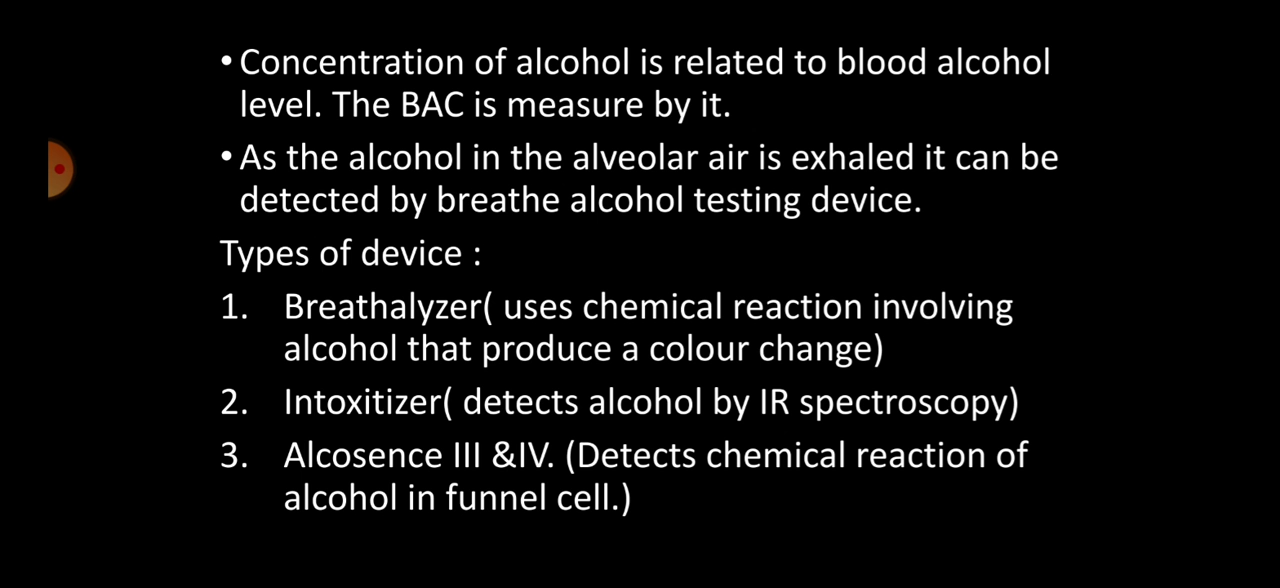 • Concentration of alcohol is related to blood alcohol
level. The BAC is measure by it.
• As the alcohol in the alveolar air is exhaled it can be
detected by breathe alcohol testing device.
Types of device :
1. Breathalyzer( uses chemical reaction involving
alcohol that produce a colour change)
2. Intoxitizer( detects alcohol by IR spectroscopy)
3. Alcosence III &IV. (Detects chemical reaction of
alcohol in funnel cell.)